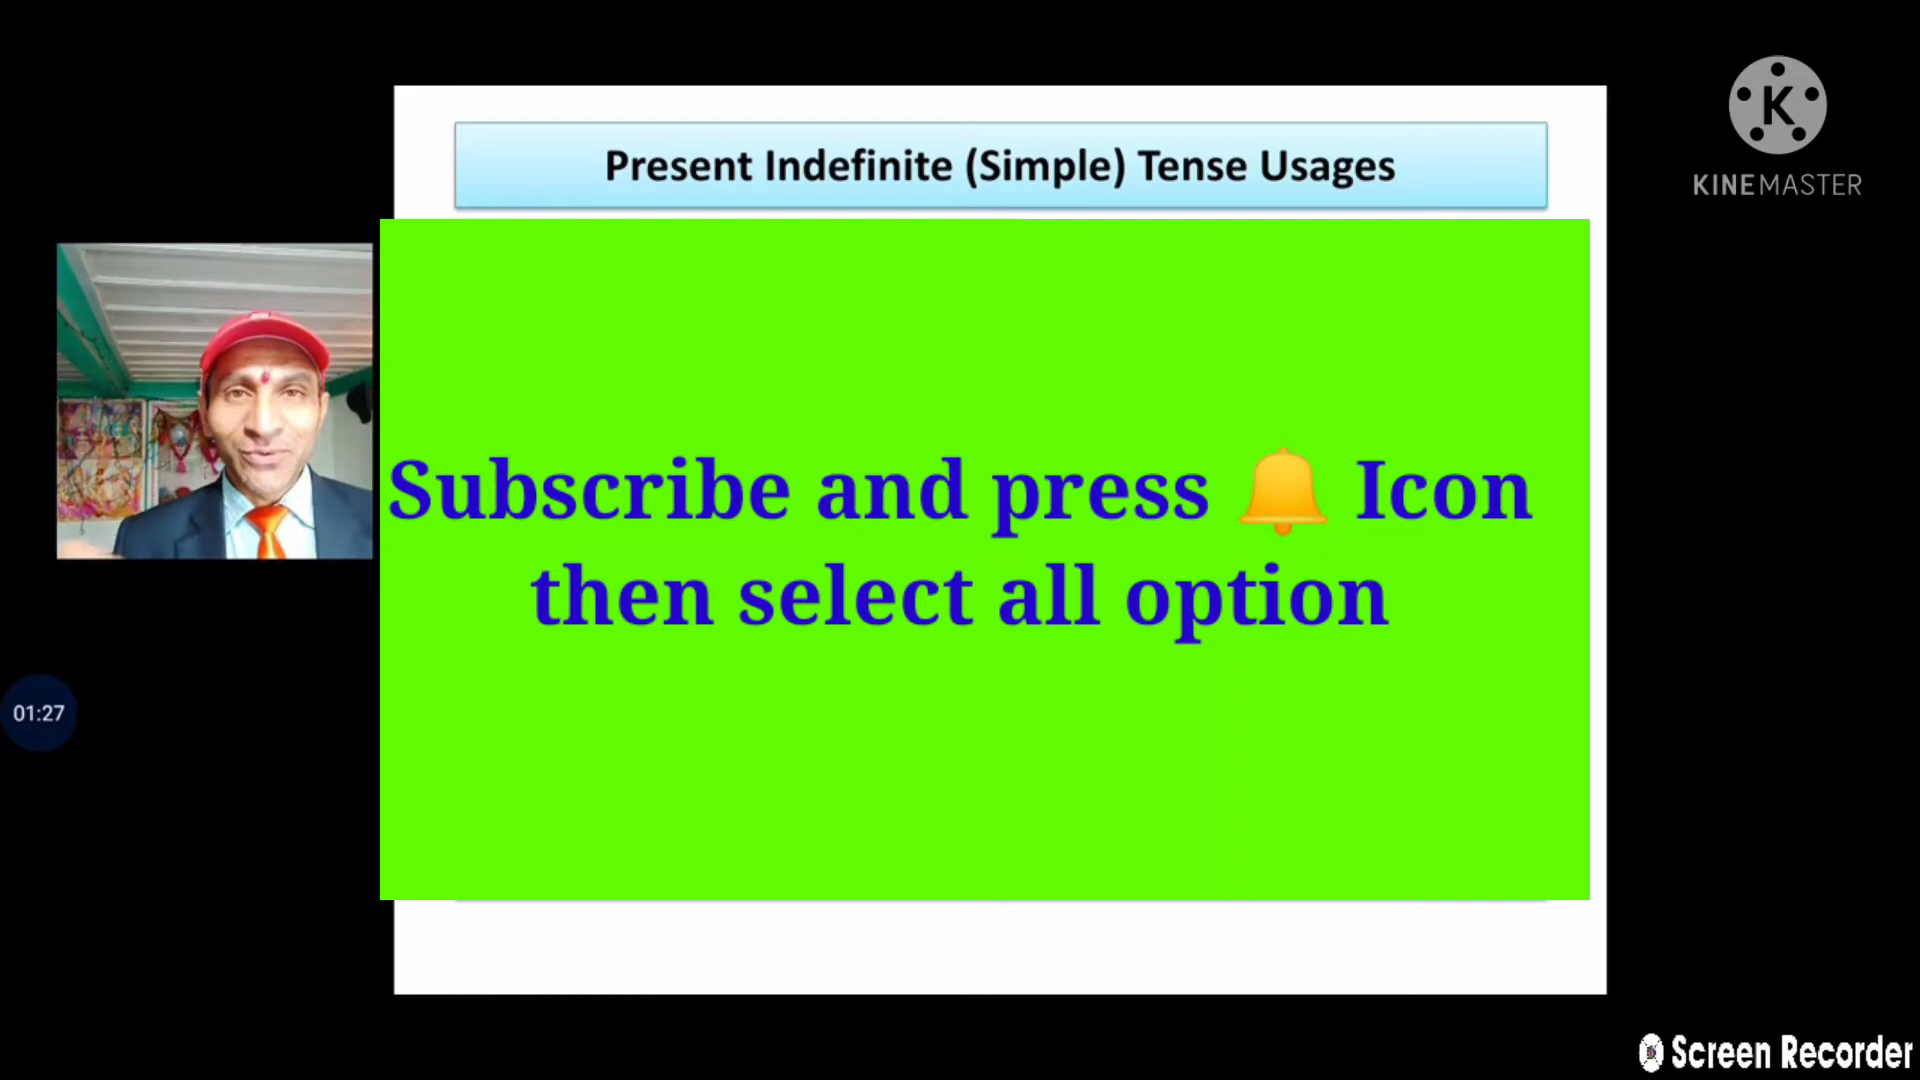 K
KINEMASTER
Present Indefinite (Simple) Tense Usages
Subscribe and press 🔔 Icon
then select all option
01:27
Screen Recorder